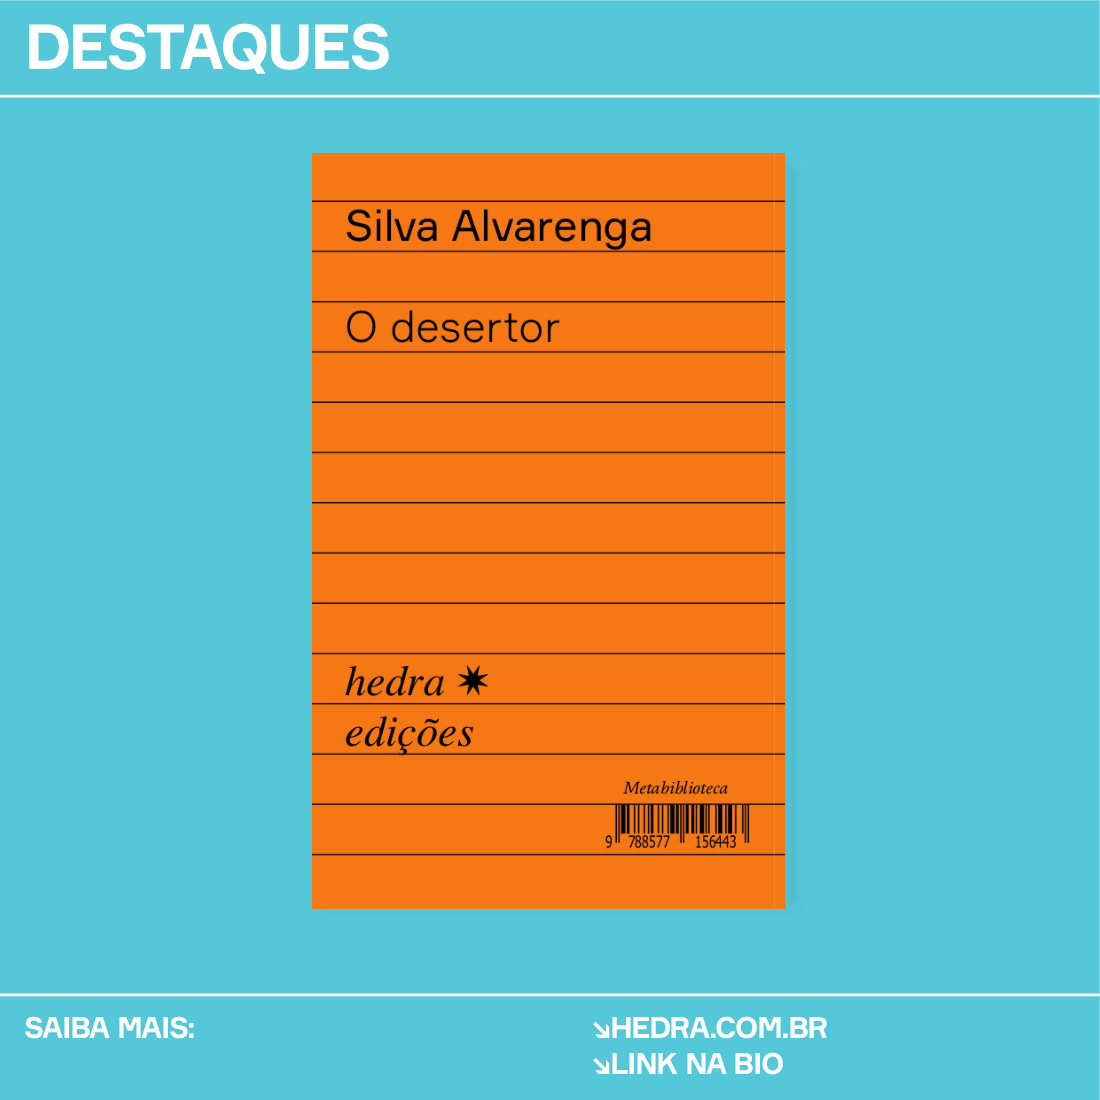 DESTAQUES
Silva Alvarenga
O desertor
hedra ✷
edições
Metabiblioteca
9 788577 156443
SAIBA MAIS:
↘HEDRA.COM.BR
↘LINK NA BIO